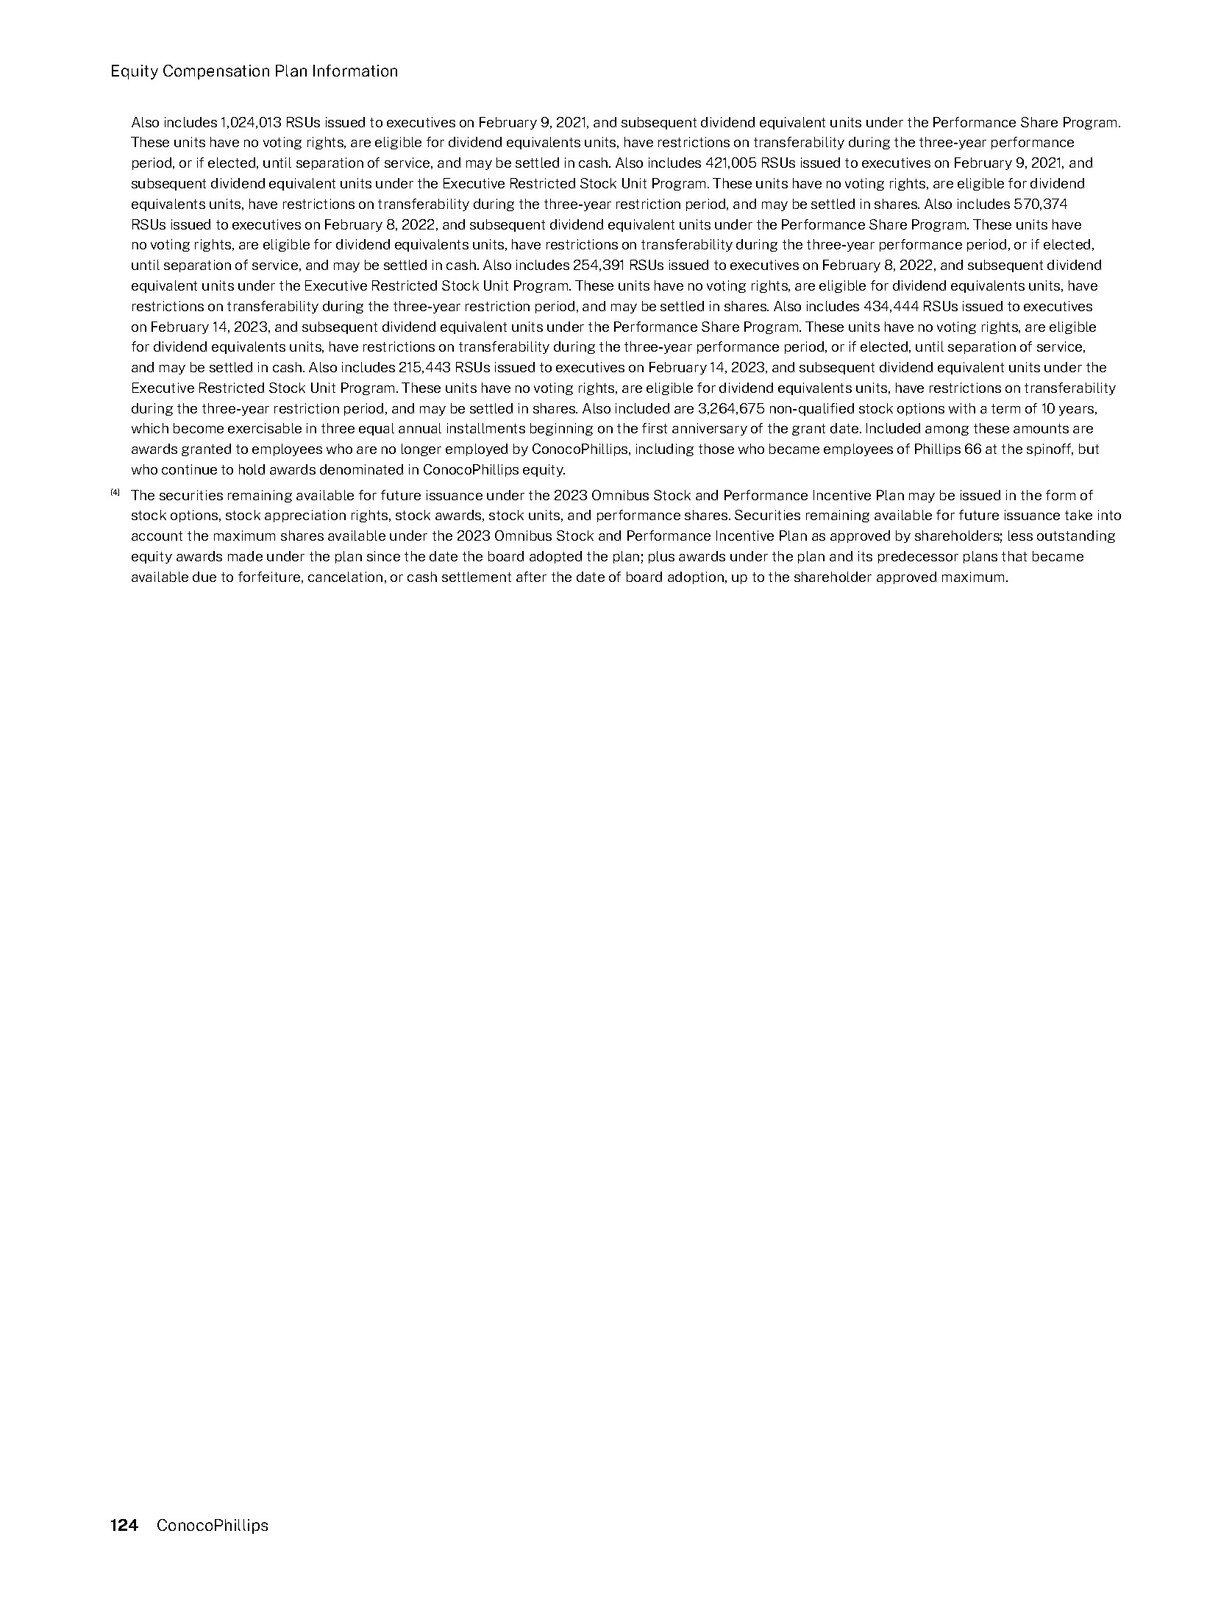 Equity Compensation Plan Information
Also includes 1,024,013 RSUs issued to executives on February 9, 2021, and subsequent dividend equivalent units under the Performance Share Program.
These units have no voting rights, are eligible for dividend equivalents units, have restrictions on transferability during the three-year performance
period, or if elected, until separation of service, and may be settled in cash. Also includes 421,005 RSUs issued to executives on February 9, 2021, and
subsequent dividend equivalent units under the Executive Restricted Stock Unit Program. These units have no voting rights, are eligible for dividend
equivalents units, have restrictions on transferability during the three-year restriction period, and may be settled in shares. Also includes 570,374
RSUs issued to executives on February 8, 2022, and subsequent dividend equivalent units under the Performance Share Program. These units have
no voting rights, are eligible for dividend equivalents units, have restrictions on transferability during the three-year performance period, or if elected,
until separation of service, and may be settled in cash. Also includes 254,391 RSUs issued to executives on February 8, 2022, and subsequent dividend
equivalent units under the Executive Restricted Stock Unit Program. These units have no voting rights, are eligible for dividend equivalents units, have
restrictions on transferability during the three-year restriction period, and may be settled in shares. Also includes 434,444 RSUs issued to executives
on February 14, 2023, and subsequent dividend equivalent units under the Performance Share Program. These units have no voting rights, are eligible
for dividend equivalents units, have restrictions on transferability during the three-year performance period, or if elected, until separation of service,
and may be settled in cash. Also includes 215,443 RSUs issued to executives on February 14, 2023, and subsequent dividend equivalent units under the
Executive Restricted Stock Unit Program. These units have no voting rights, are eligible for dividend equivalents units, have restrictions on transferability
during the three-year restriction period, and may be settled in shares. Also included are 3,264,675 non-qualified stock options with a term of 10 years,
which become exercisable in three equal annual installments beginning on the first anniversary of the grant date. Included among these amounts are
awards granted to employees who are no longer employed by ConocoPhillips, including those who became employees of Phillips 66 at the spinoff, but
who continue to hold awards denominated in ConocoPhillips equity.
(4) The securities remaining available for future issuance under the 2023 Omnibus Stock and Performance Incentive Plan may be issued in the form of
stock options, stock appreciation rights, stock awards, stock units, and performance shares. Securities remaining available for future issuance take into
account the maximum shares available under the 2023 Omnibus Stock and Performance Incentive Plan as approved by shareholders; less outstanding
equity awards made under the plan since the date the board adopted the plan; plus awards under the plan and its predecessor plans that became
available due to forfeiture, cancelation, or cash settlement after the date of board adoption, up to the shareholder approved maximum.
124 ConocoPhillips